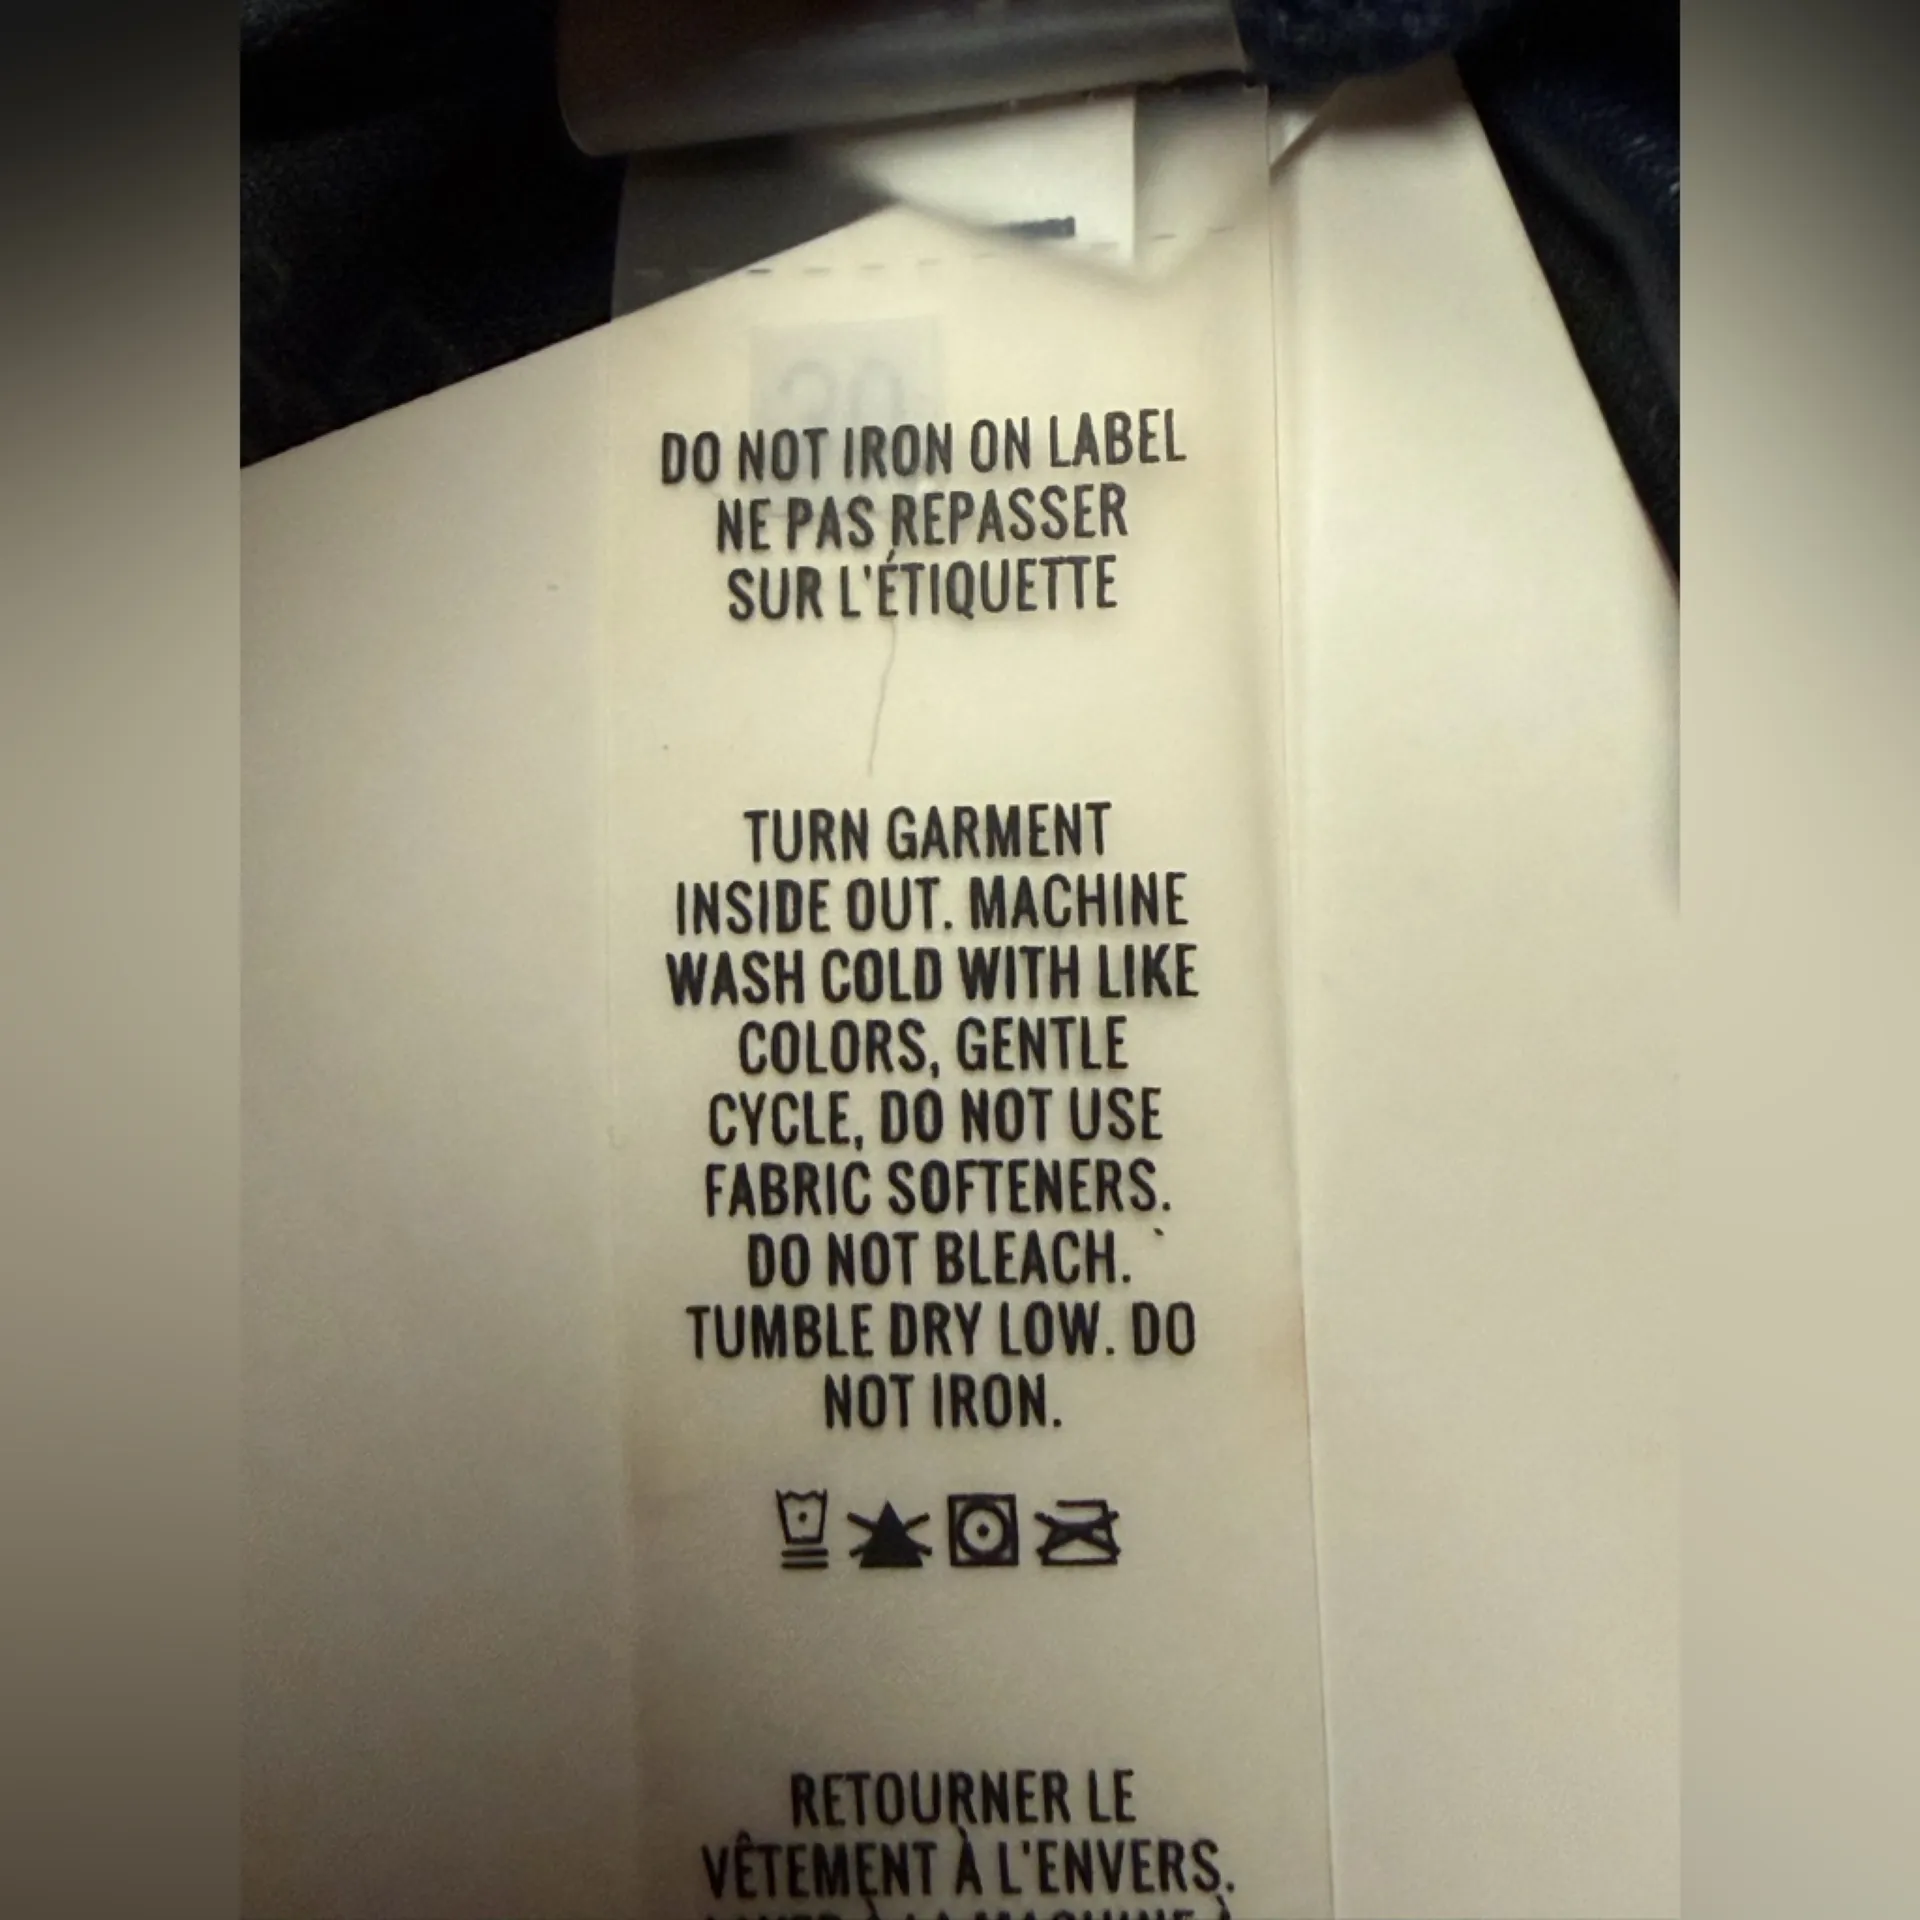 DO NOT IRON ON LABEL
NE PAS REPASSER
SUR L'ÉTIQUETTE
TURN GARMENT
INSIDE OUT. MACHINE
WASH COLD WITH LIKE
COLORS, GENTLE
CYCLE, DO NOT USE
FABRIC SOFTENERS.
DO NOT BLEACH.
TUMBLE DRY LOW. DO
NOT IRON.
RETOURNER LE
VÊTEMENT À L'ENVERS.